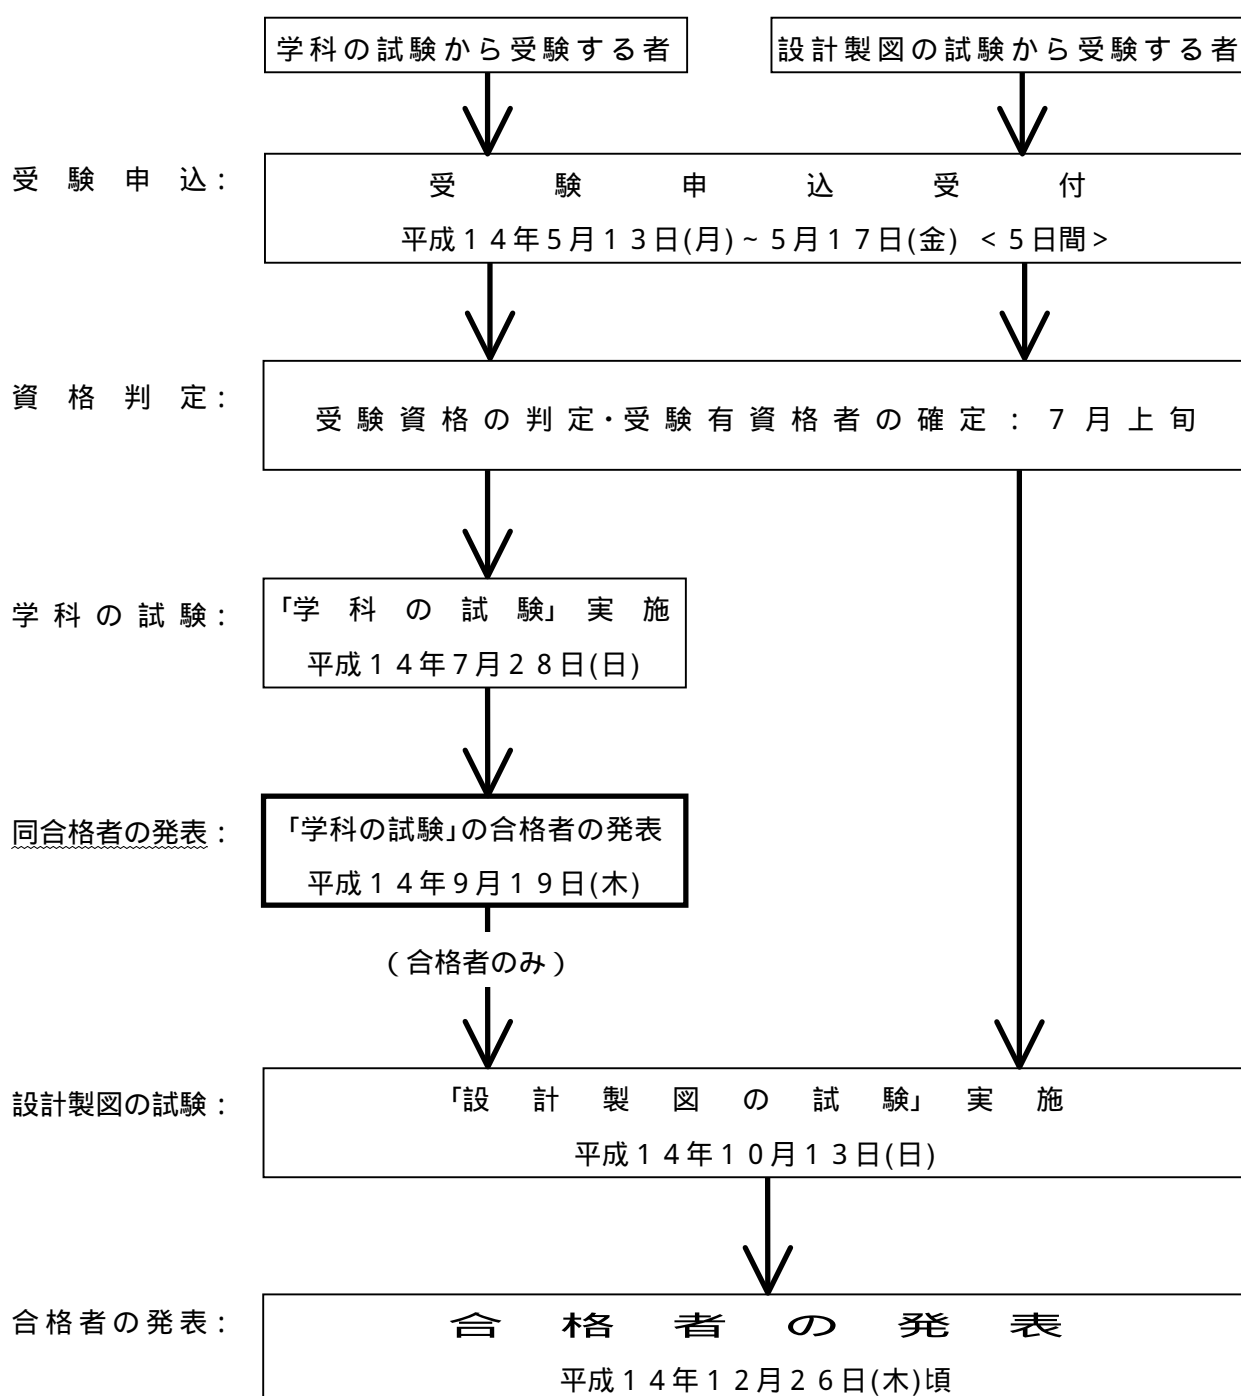 学科の試験から受験する者
設計製図の試験から受験する者
受験申込：
受験申込受付
平成１４年５月１３日(月)～５月１７日(金) ＜５日間＞
資格判定：
受験資格の判定・受験有資格者の確定：７月上旬
学科の試験：
「学科の試験」実施
平成１４年７月２８日(日)
同合格者の発表：
「学科の試験」の合格者の発表
平成１４年９月１９日(木)
（合格者のみ）
設計製図の試験：
「設計製図の試験」実施
平成１４年１０月１３日(日)
合格者の発表：
合格者の発表
平成１４年１２月２６日(木)頃